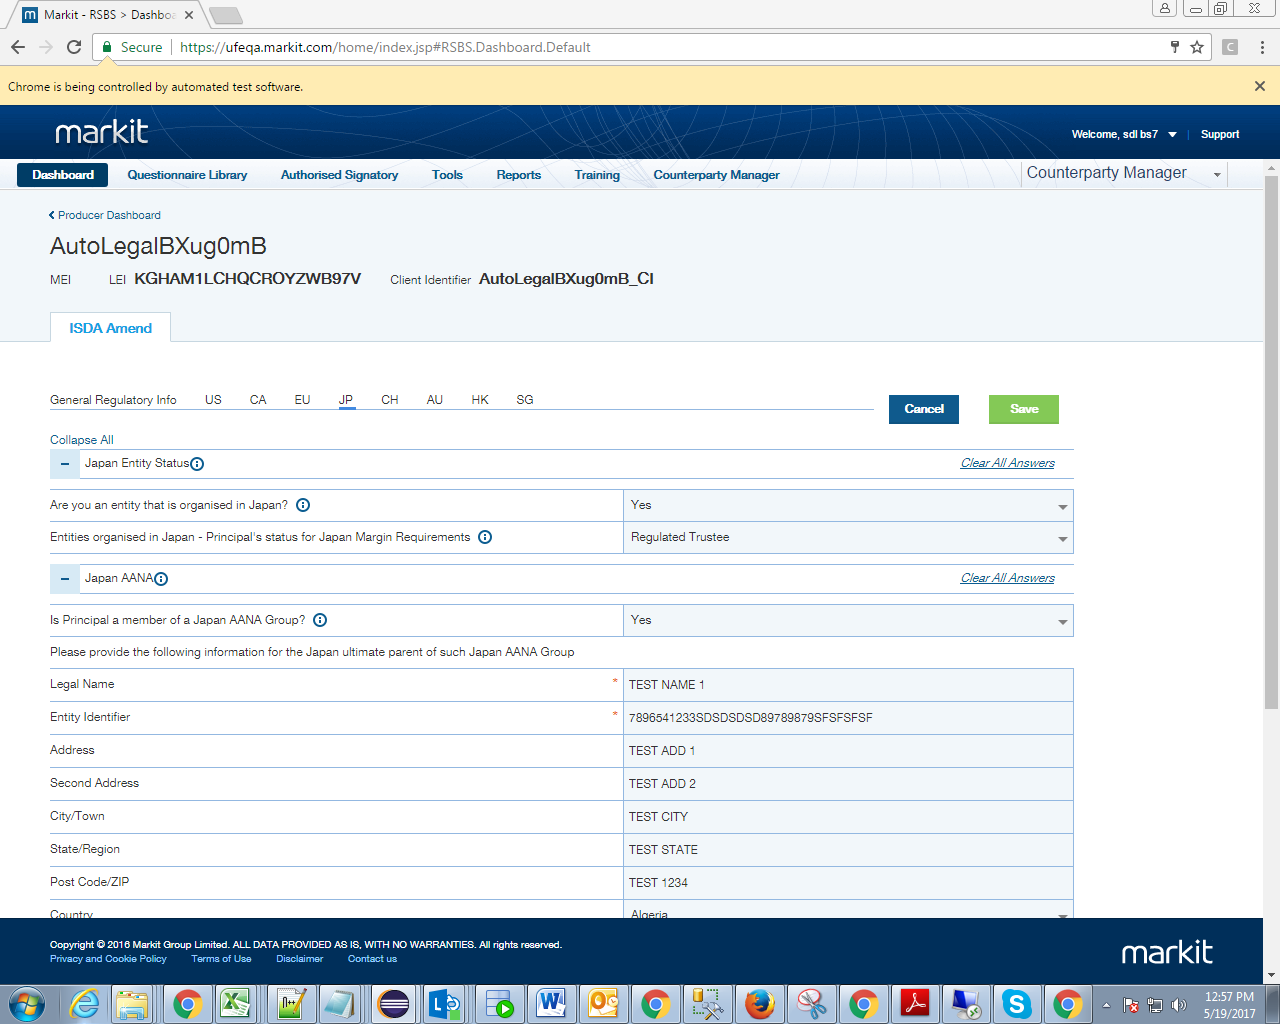 Markit - RSBS > Dashboa
Secure https://ufeqa.markit.com/home/index.jsp#RSBS.Dashboard.Default
Chrome is being controlled by automated test software.
markit
Welcome, sdl bs7 Support
Dashboard Questionnaire Library Authorised Signatory Tools Reports Training Counterparty Manager Counterparty Manager
Producer Dashboard
AutoLegalBXug0mB
MEI LEI KGHAM1LCHQCROYZWB97V Client Identifier AutoLegalBXug0mB_CI
ISDA Amend
General Regulatory Info US CA EU JP CH AU HK SG Cancel Save
Collapse All
Japan Entity Status Clear All Answers
Are you an entity that is organised in Japan? Yes
Entities organised in Japan - Principal's status for Japan Margin Requirements Regulated Trustee
Japan AANA Clear All Answers
Is Principal a member of a Japan AANA Group? Yes
Please provide the following information for the Japan ultimate parent of such Japan AANA Group
Legal Name * TEST NAME 1
Entity Identifier * 7896541233SDSDSDSD89789879SFSFSFSF
Address TEST ADD 1
Second Address TEST ADD 2
City/Town TEST CITY
State/Region TEST STATE
Post Code/ZIP TEST 1234
Country Algeria
Copyright © 2016 Markit Group Limited. ALL DATA PROVIDED AS IS, WITH NO WARRANTIES. All rights reserved.
Privacy and Cookie Policy Terms of Use Disclaimer Contact us
markit
12:57 PM
5/19/2017